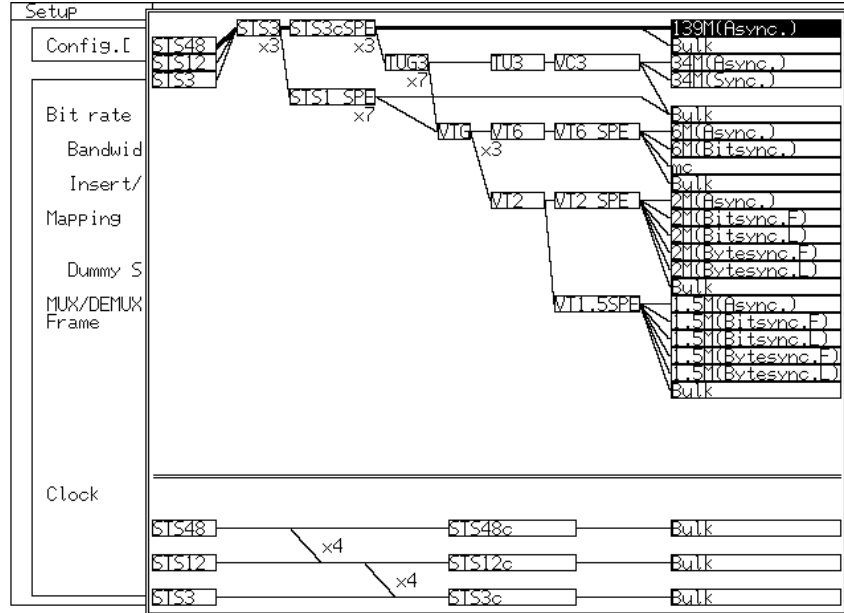 Setup
Config.[
Bit rate
Bandwid
Insert/
Mapping
Dummy S
MUX/DEMUX
Frame
Clock
STS48
STS12
STS3
STS3
x3
STS3cSPE
x3
STS1 SPE
x7
TUG3
x7
TU3
VC3
VTG
VT6
x3
VT6 SPE
VT2
VT2 SPE
VT1.5SPE
139M(Async.)
Bulk
34M(Async.)
34M(Sync.)
Bulk
6M(Async.)
6M(Bitsync.)
mc
Bulk
2M(Async.)
2M(Bitsync.F)
2M(Bitsync.L)
2M(Bytesync.F)
2M(Bytesync.L)
Bulk
1.5M(Async.)
1.5M(Bitsync.F)
1.5M(Bitsync.L)
1.5M(Bytesync.F)
1.5M(Bytesync.L)
Bulk
STS48
STS48c
Bulk
x4
STS12
STS12c
Bulk
x4
STS3
STS3c
Bulk